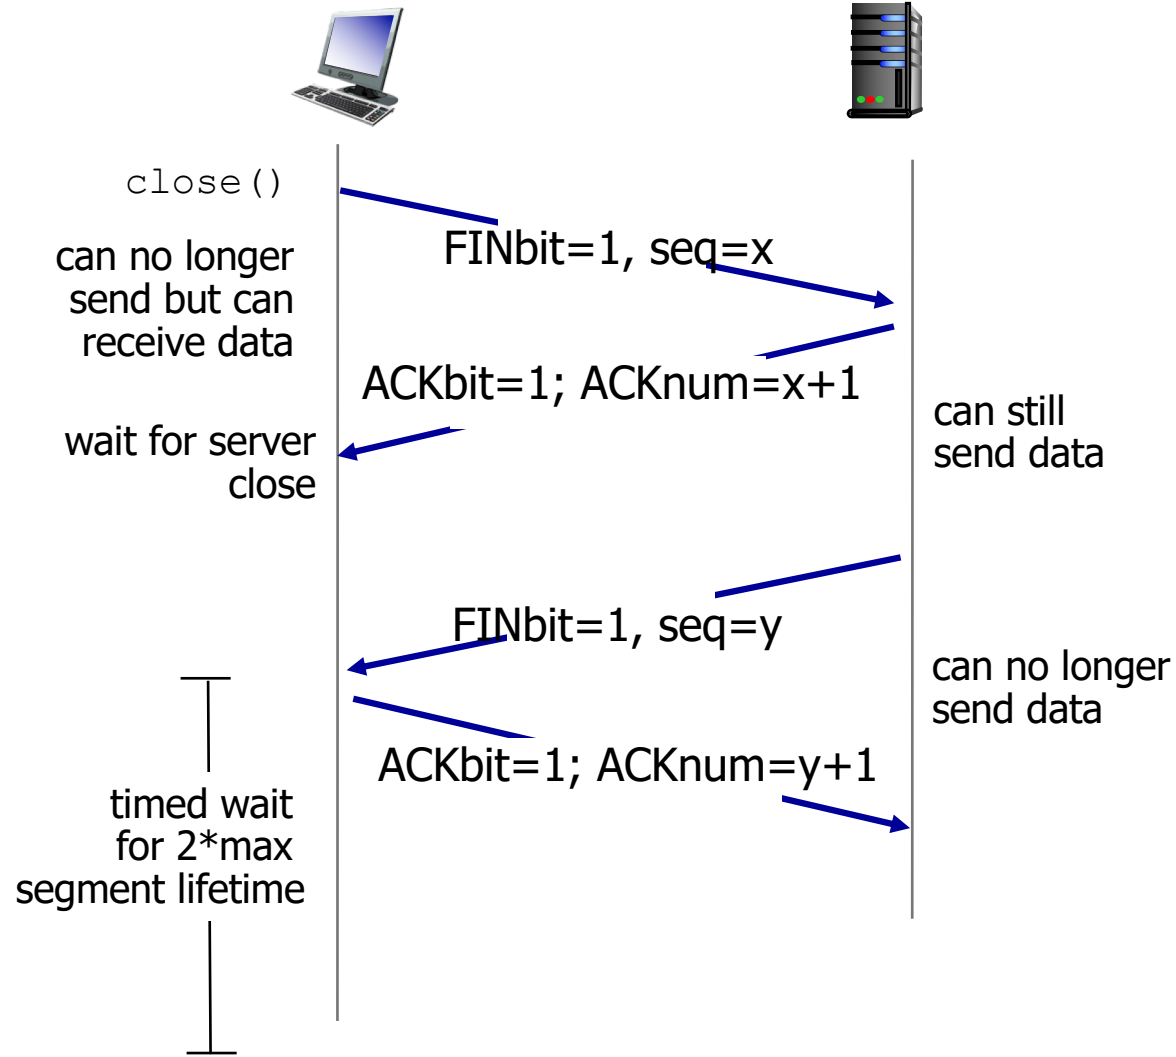 close()
FINbit=1, seq=x
can no longer
send but can
receive data
ACKbit=1; ACKnum=x+1
can still
send data
wait for server
close
FINbit=1, seq=y
can no longer
send data
ACKbit=1; ACKnum=y+1
timed wait
for 2*max
segment lifetime